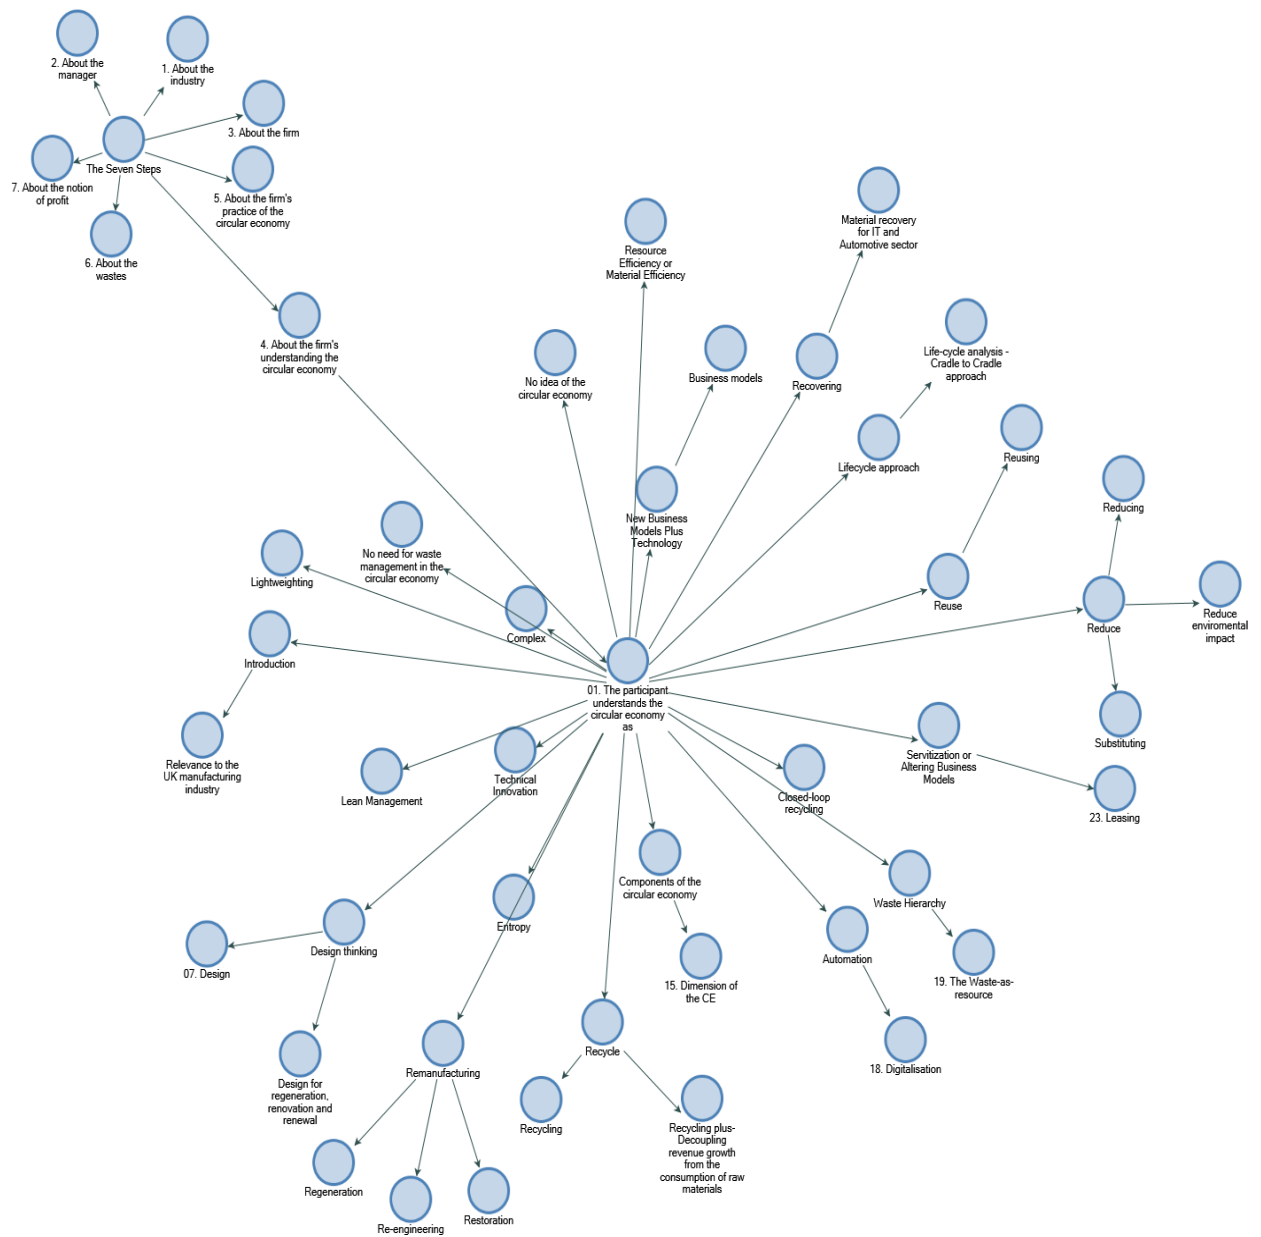 2. About the
manager
1. About the
industry
3. About the firm
The Seven Steps
7. About the notion
of profit
5. About the firm's
practice of the
circular economy
6. About the
wastes
4. About the firm's
understanding the
circular economy
Material recovery
for IT and
Automotive sector
Resource
Efficiency or
Material Efficiency
No idea of the
circular economy
Business models
Recovering
Life-cycle analysis -
Cradle to Cradle
approach
Lifecycle approach
Reusing
New Business
Models Plus
Technology
Reducing
No need for waste
management in the
circular economy
Lightweighting
Complex
Reuse
Reduce
Reduce
enviromental
impact
Introduction
01. The participant
understands the
circular economy
as
Substituting
Relevance to the
UK manufacturing
industry
Lean Management
Technical
Innovation
Closed-loop
recycling
Servitization or
Altering Business
Models
23. Leasing
Components of the
circular economy
Waste Hierarchy
Entropy
Design thinking
07. Design
15. Dimension of
the CE
Automation
19. The Waste-as-
resource
Recycle
18. Digitalisation
Remanufacturing
Design for
regeneration,
renovation and
renewal
Recycling
Recycling plus-
Decoupling
revenue growth
from the
consumption of raw
materials
Regeneration
Re-engineering
Restoration